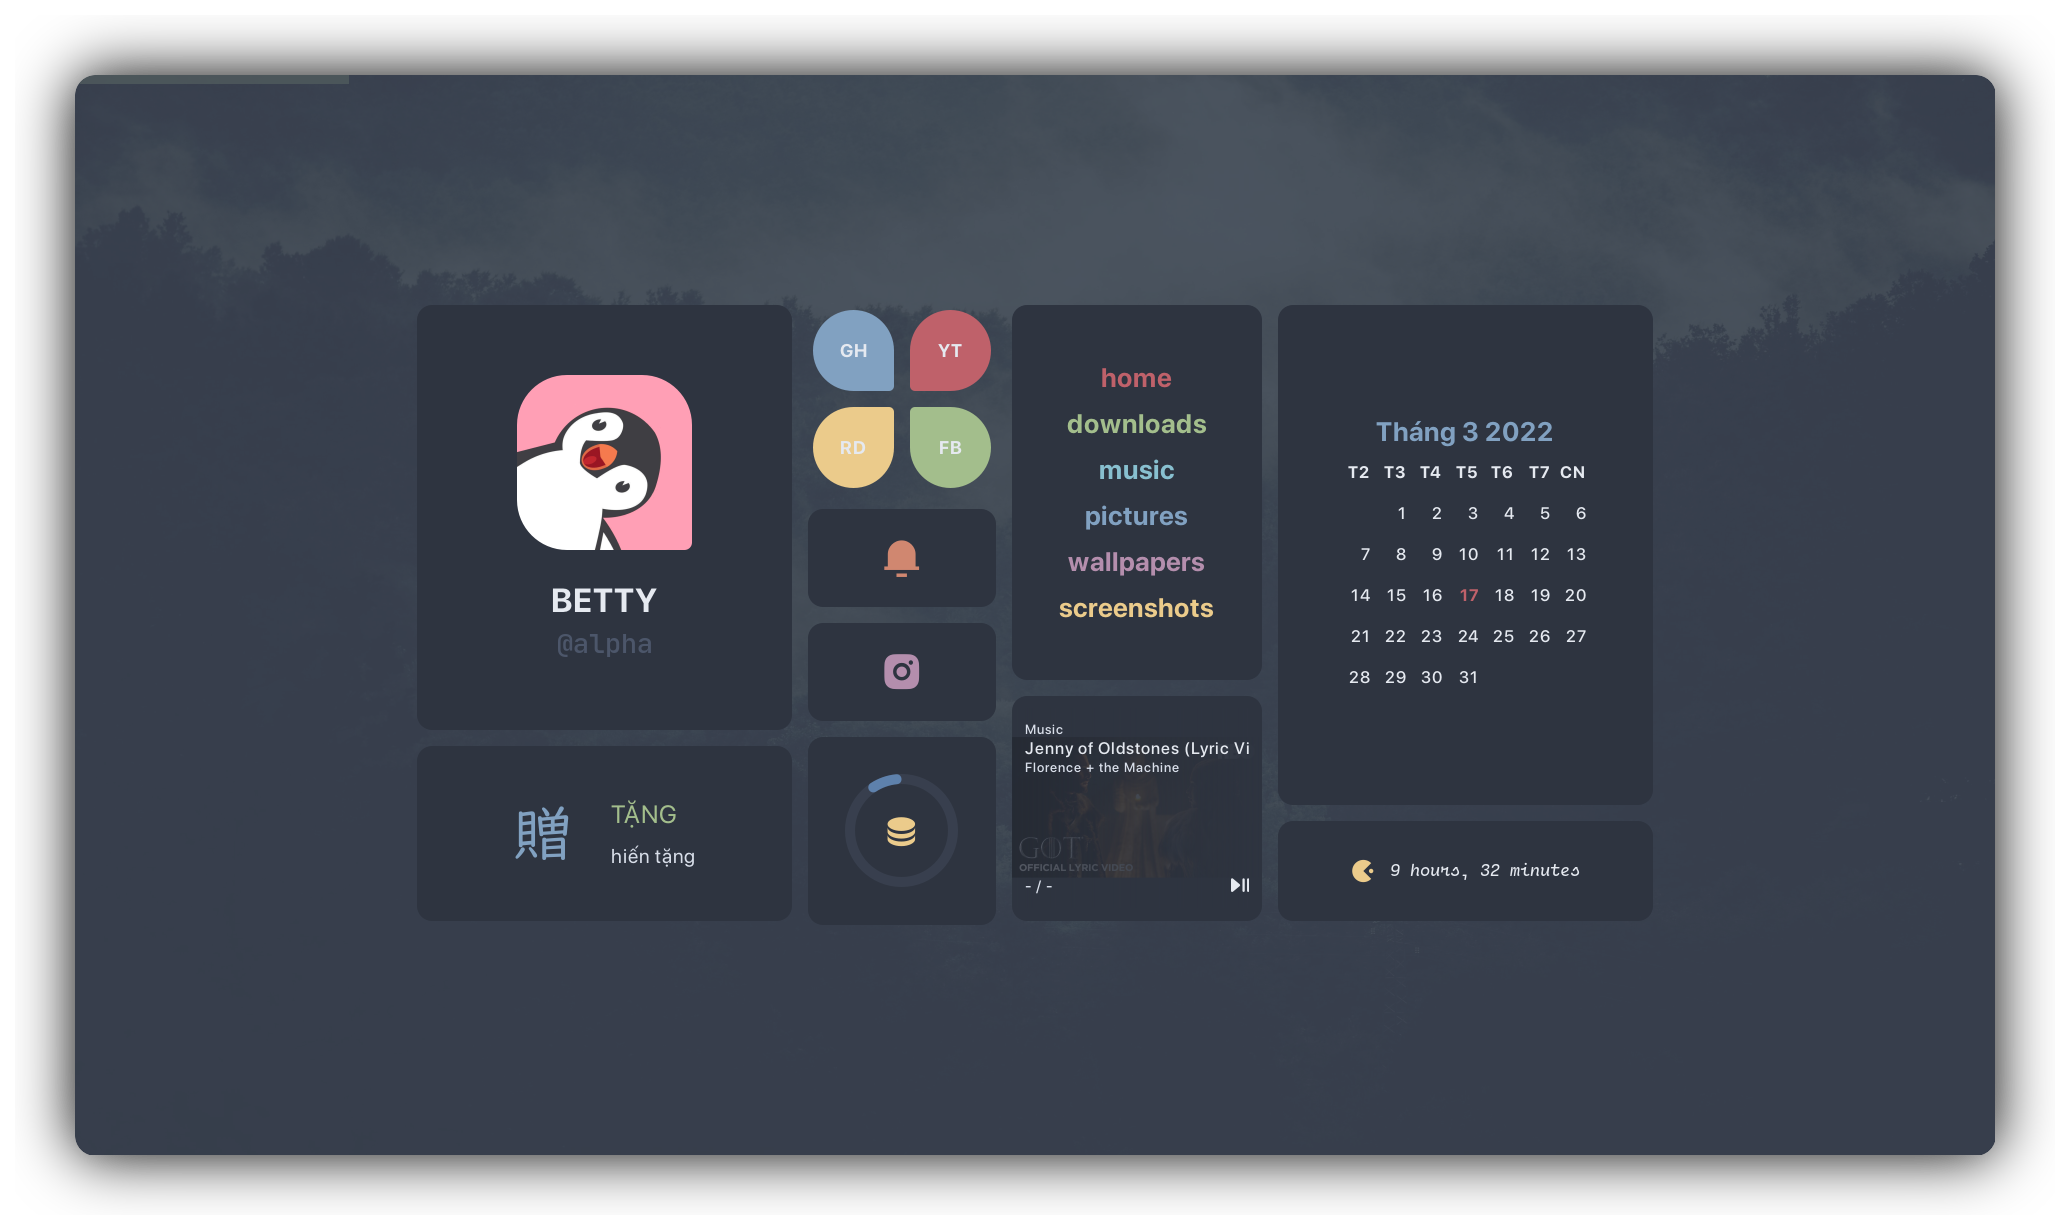 BETTY
@alpha
贈
TẶNG
hiến tặng
GH
YT
RD
FB
home
downloads
music
pictures
wallpapers
screenshots
Music
Jenny of Oldstones (Lyric Vi
Florence + the Machine
GOT
OFFICIAL LYRIC VIDEO
- / -
Tháng 3 2022
T2 T3 T4 T5 T6 T7 CN
1 2 3 4 5 6
7 8 9 10 11 12 13
14 15 16 17 18 19 20
21 22 23 24 25 26 27
28 29 30 31
9 hours, 32 minutes